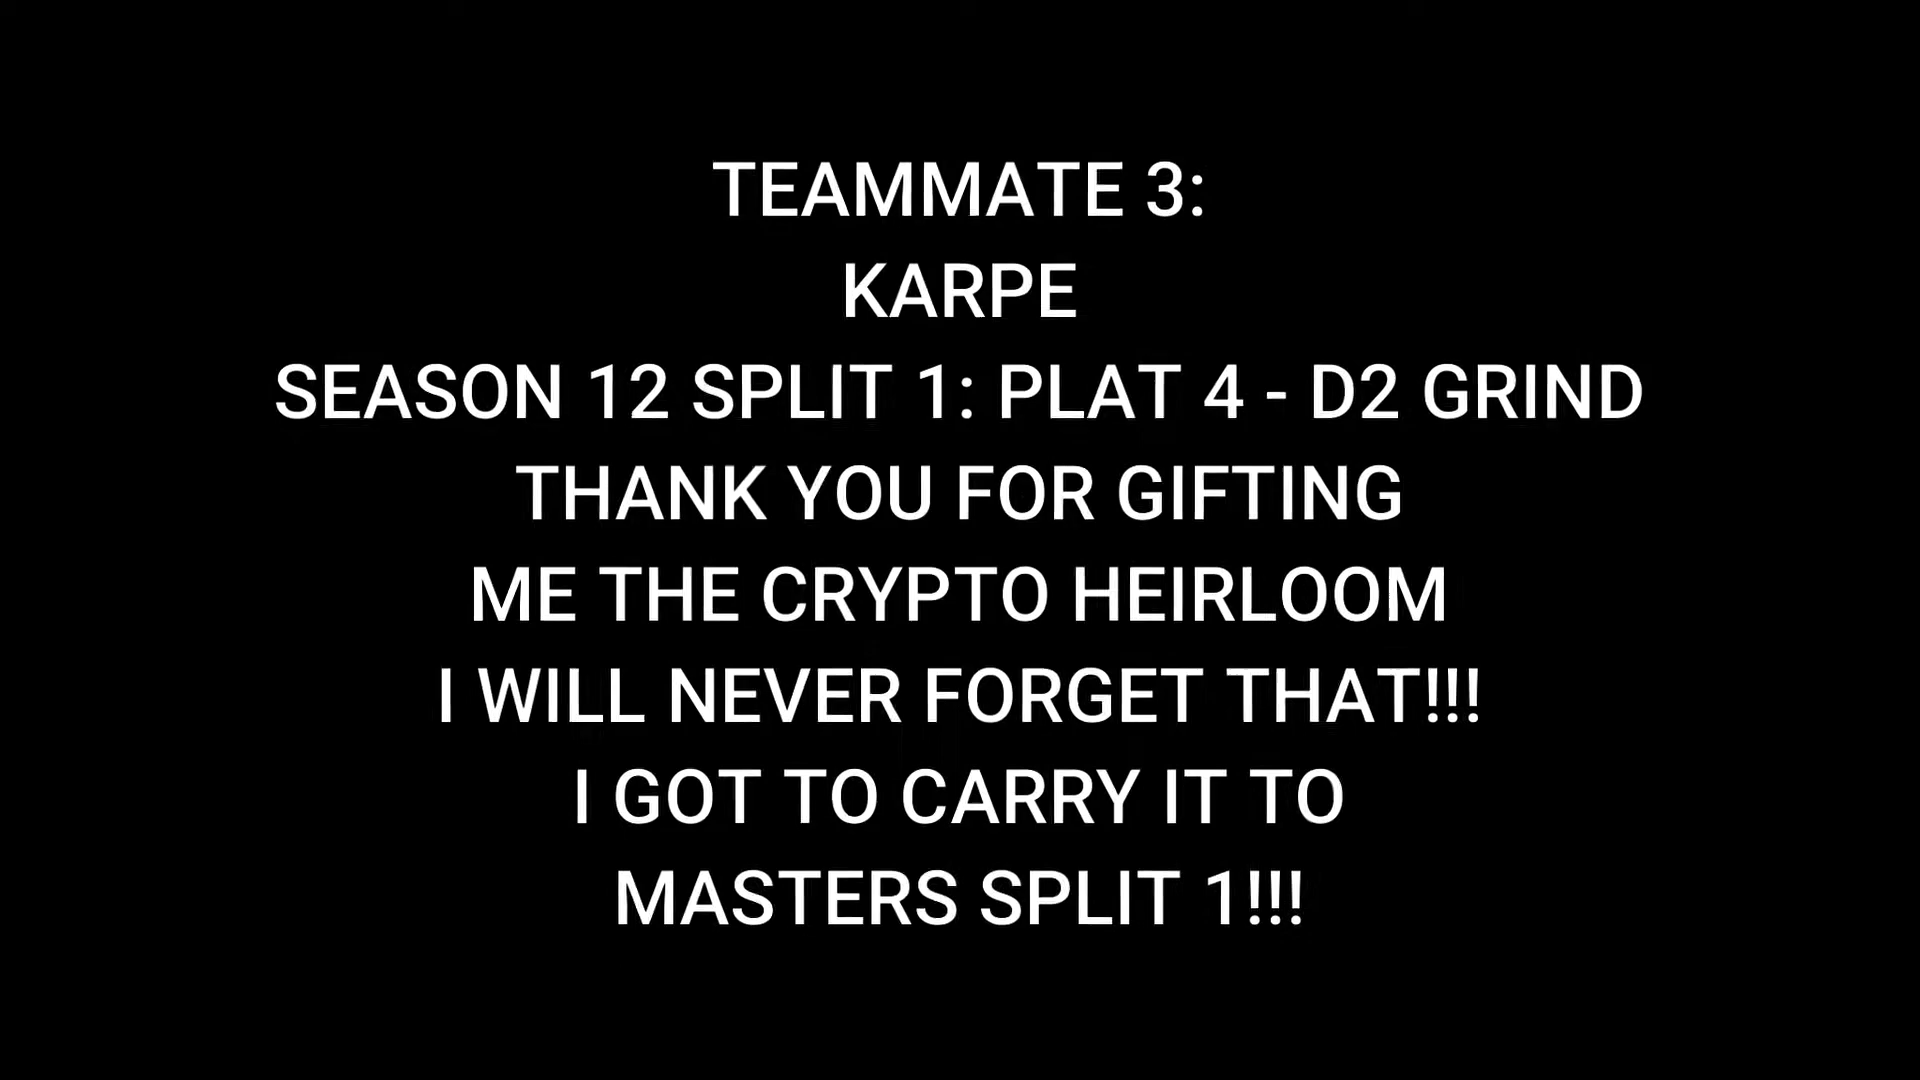 TEAMMATE 3:
KARPE
SEASON 12 SPLIT 1: PLAT 4 - D2 GRIND
THANK YOU FOR GIFTING
ME THE CRYPTO HEIRLOOM
I WILL NEVER FORGET THAT!!!
I GOT TO CARRY IT TO
MASTERS SPLIT 1!!!